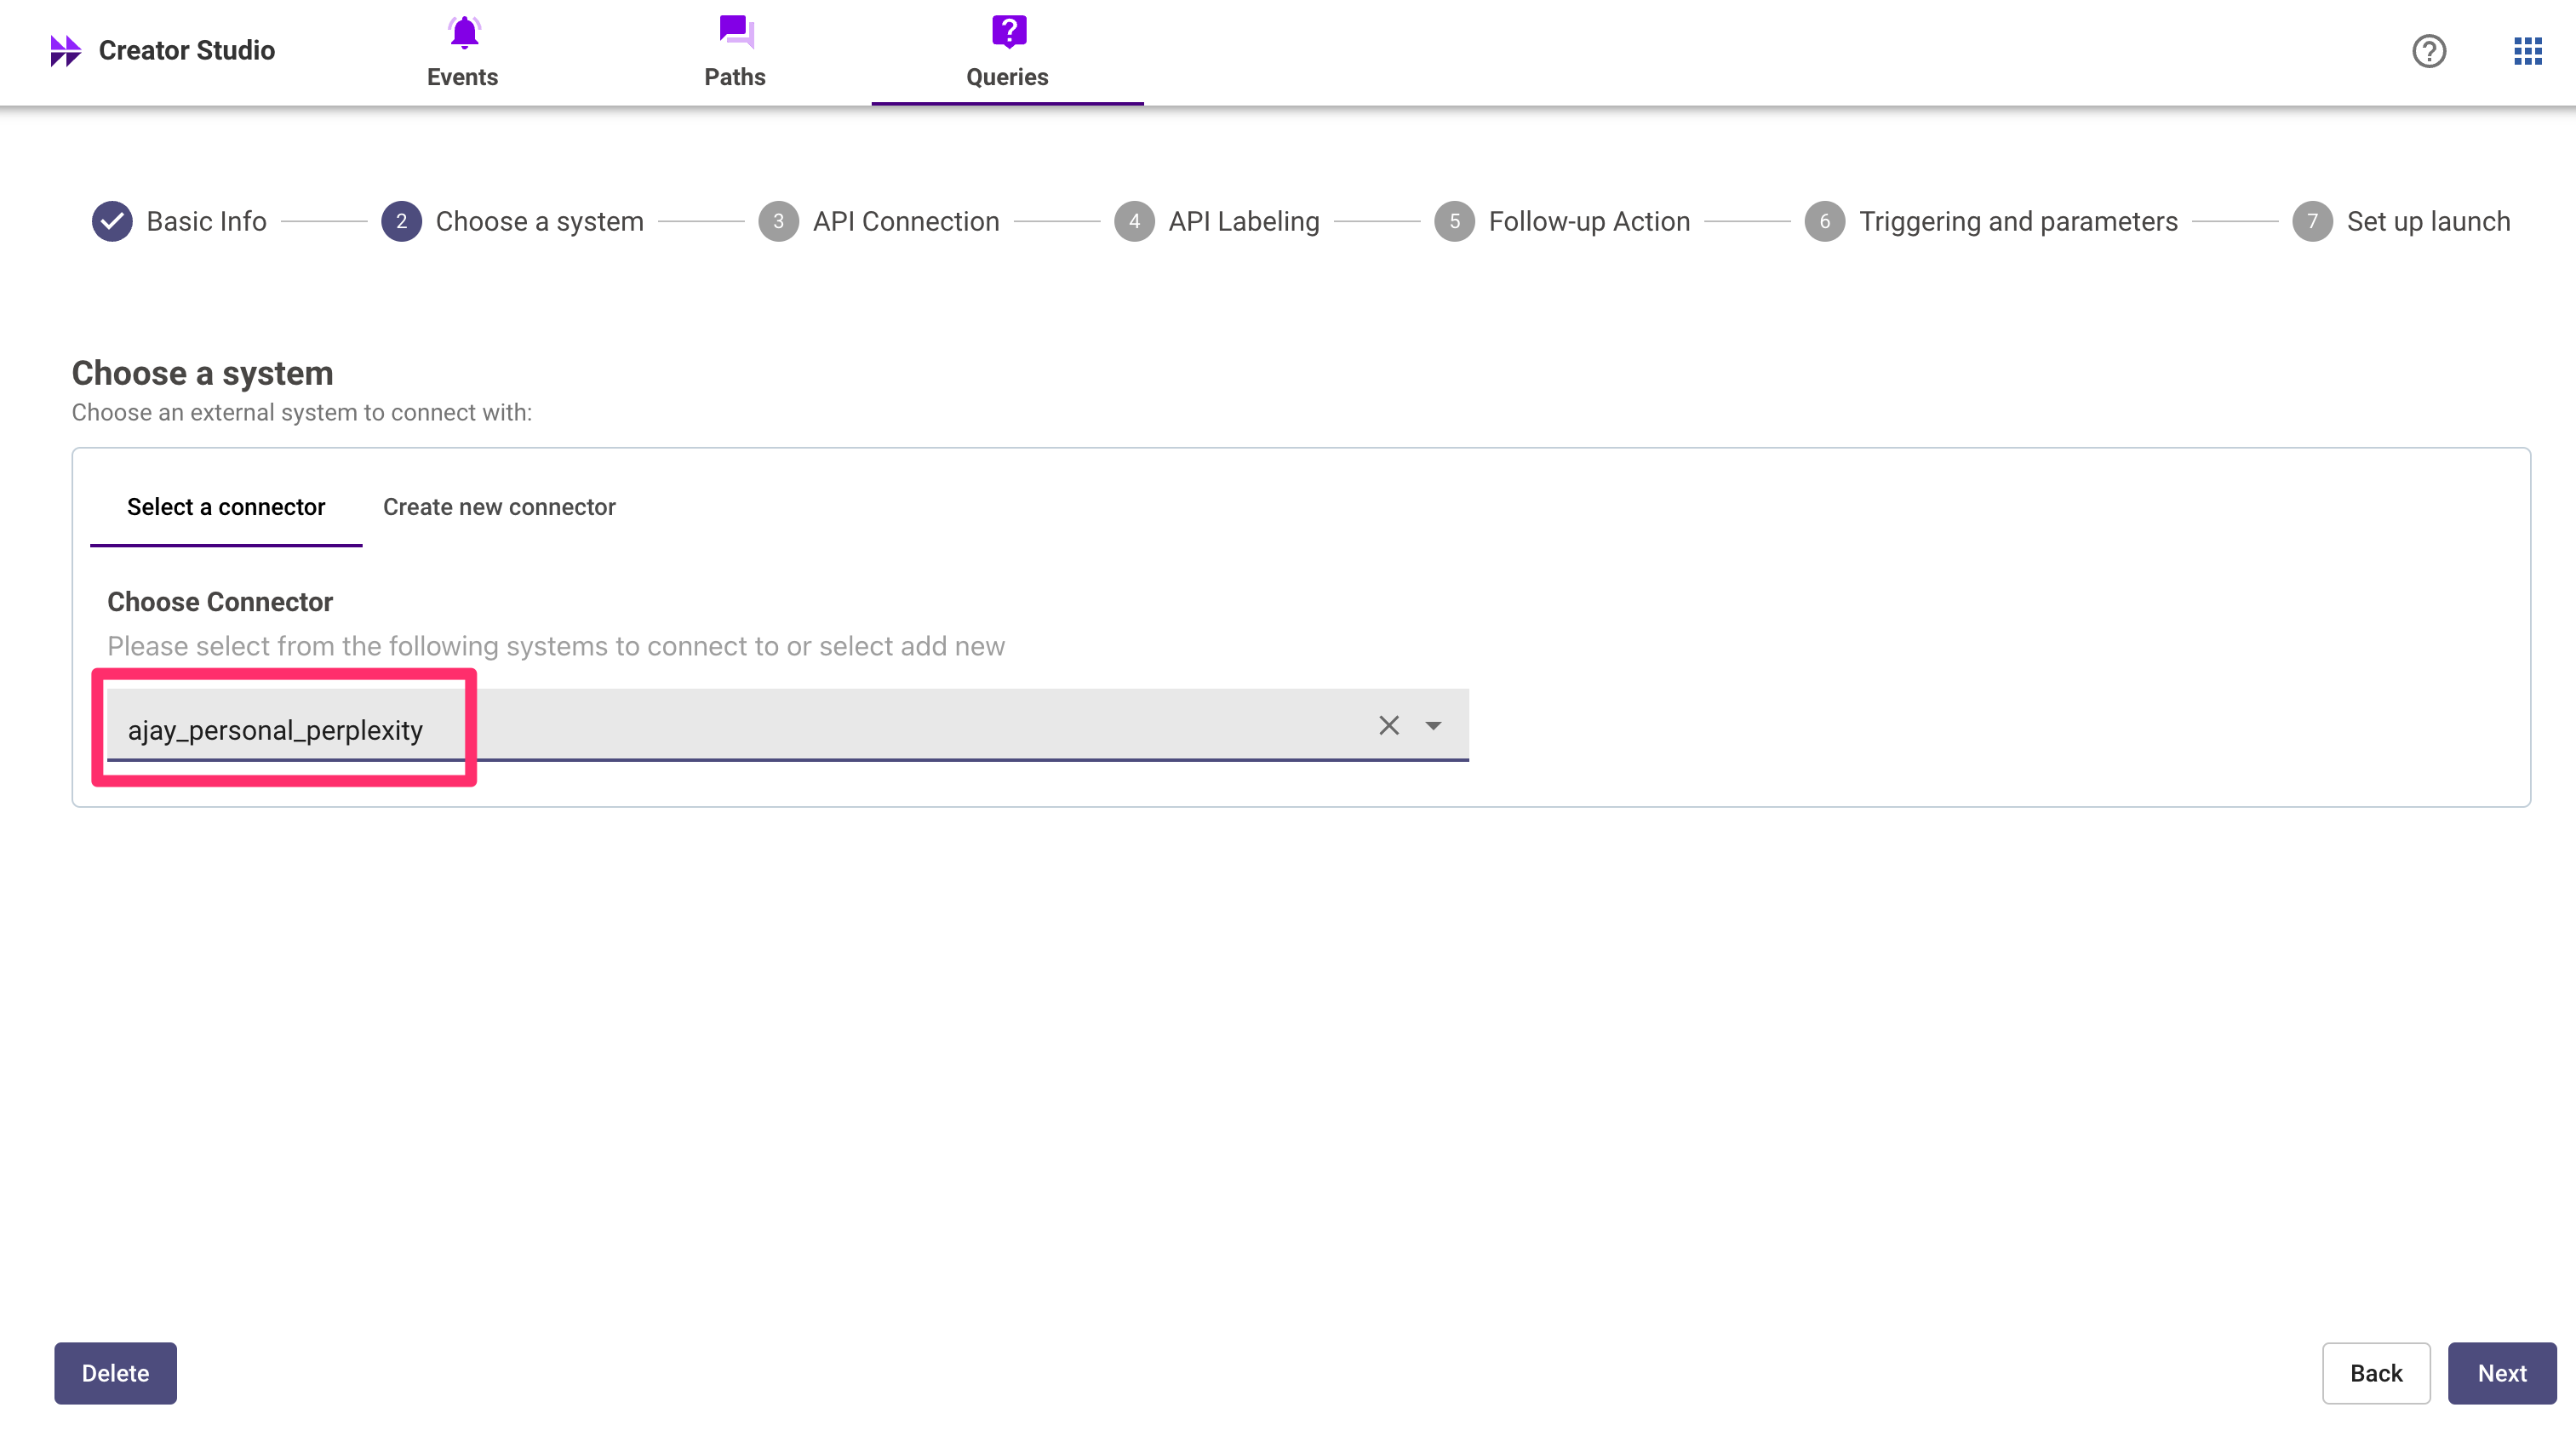 Creator Studio
Events
Paths
Queries
Basic Info
2 Choose a system
3 API Connection
4 API Labeling
5 Follow-up Action
6 Triggering and parameters
7 Set up launch
Choose a system
Choose an external system to connect with:
Select a connector
Create new connector
Choose Connector
Please select from the following systems to connect to or select add new
ajay_personal_perplexity
Delete
Back
Next